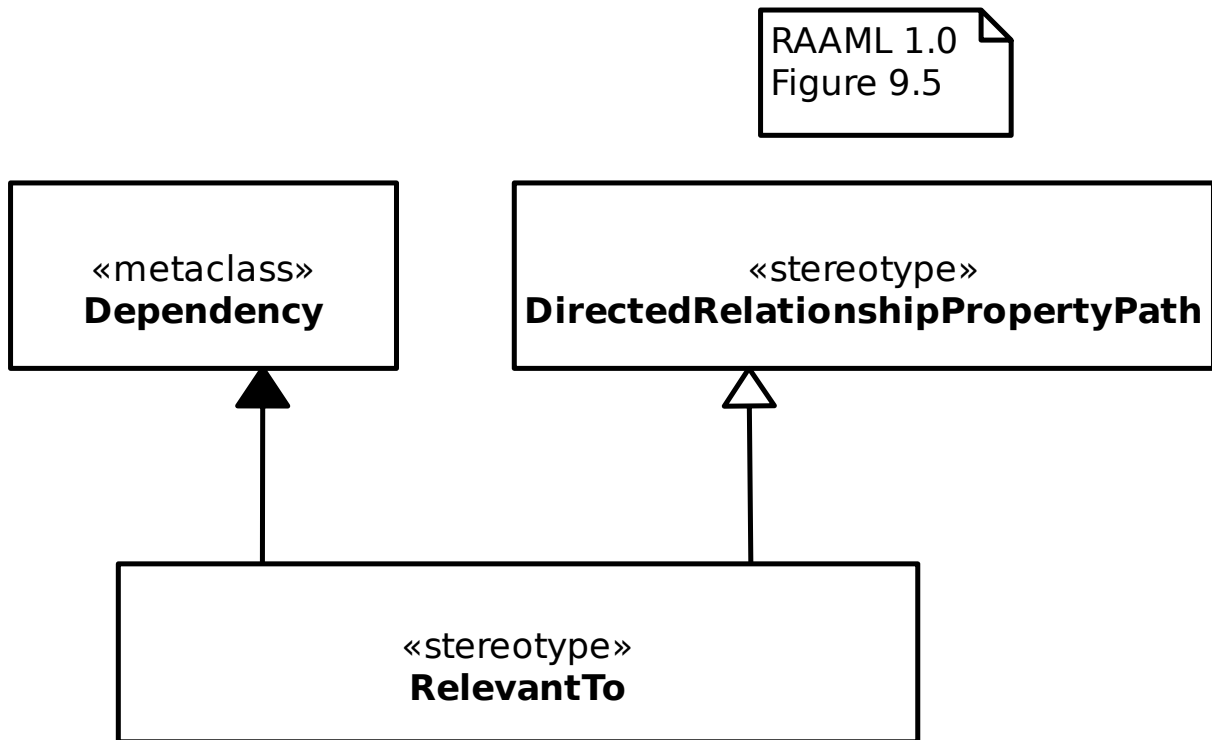 RAAML 1.0
Figure 9.5
«metaclass»
Dependency
«stereotype»
DirectedRelationshipPropertyPath
«stereotype»
RelevantTo